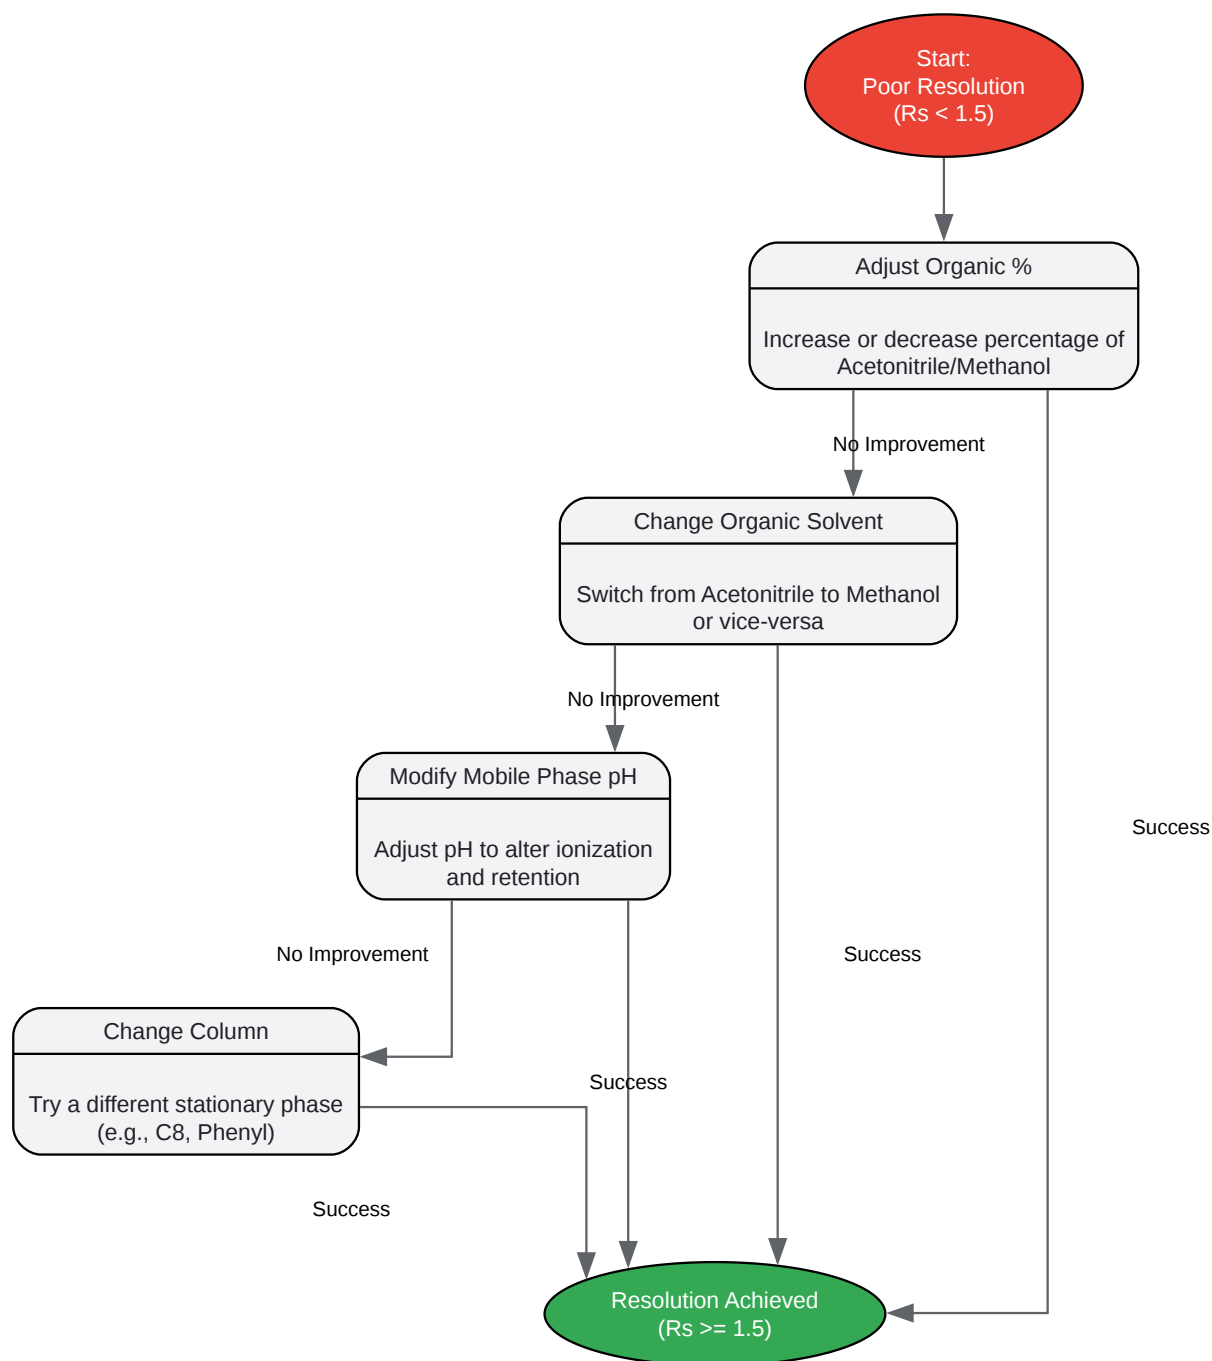 Start:
Poor Resolution
(Rs < 1.5)
Adjust Organic %
Increase or decrease percentage of
Acetonitrile/Methanol
No Improvement
Change Organic Solvent
Switch from Acetonitrile to Methanol
or vice-versa
No Improvement
Modify Mobile Phase pH
Adjust pH to alter ionization
and retention
Success
No Improvement
Success
Change Column
Try a different stationary phase
(e.g., C8, Phenyl)
Success
Success
Resolution Achieved
(Rs >= 1.5)